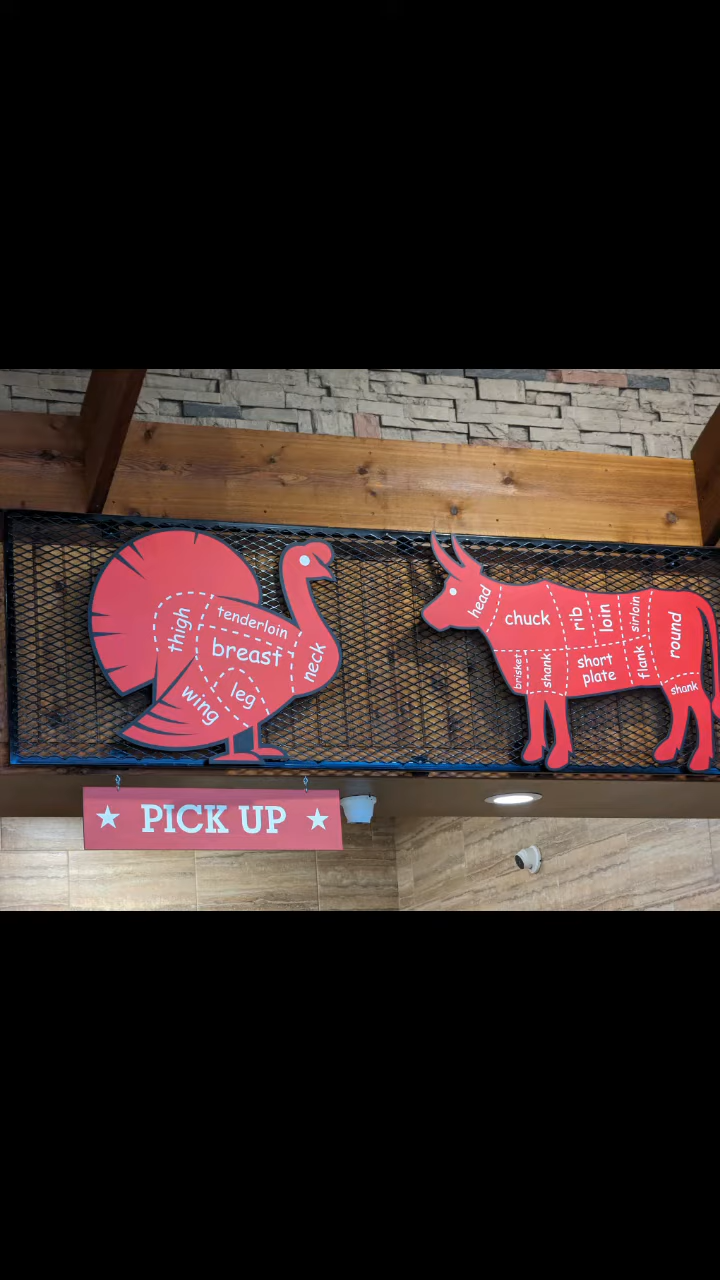 thigh
tenderloin
breast
neck
wing
leg
head
chuck
rib
loin
sirloin
round
brisket
shank
short
plate
flank
shank
★ PICK UP ★